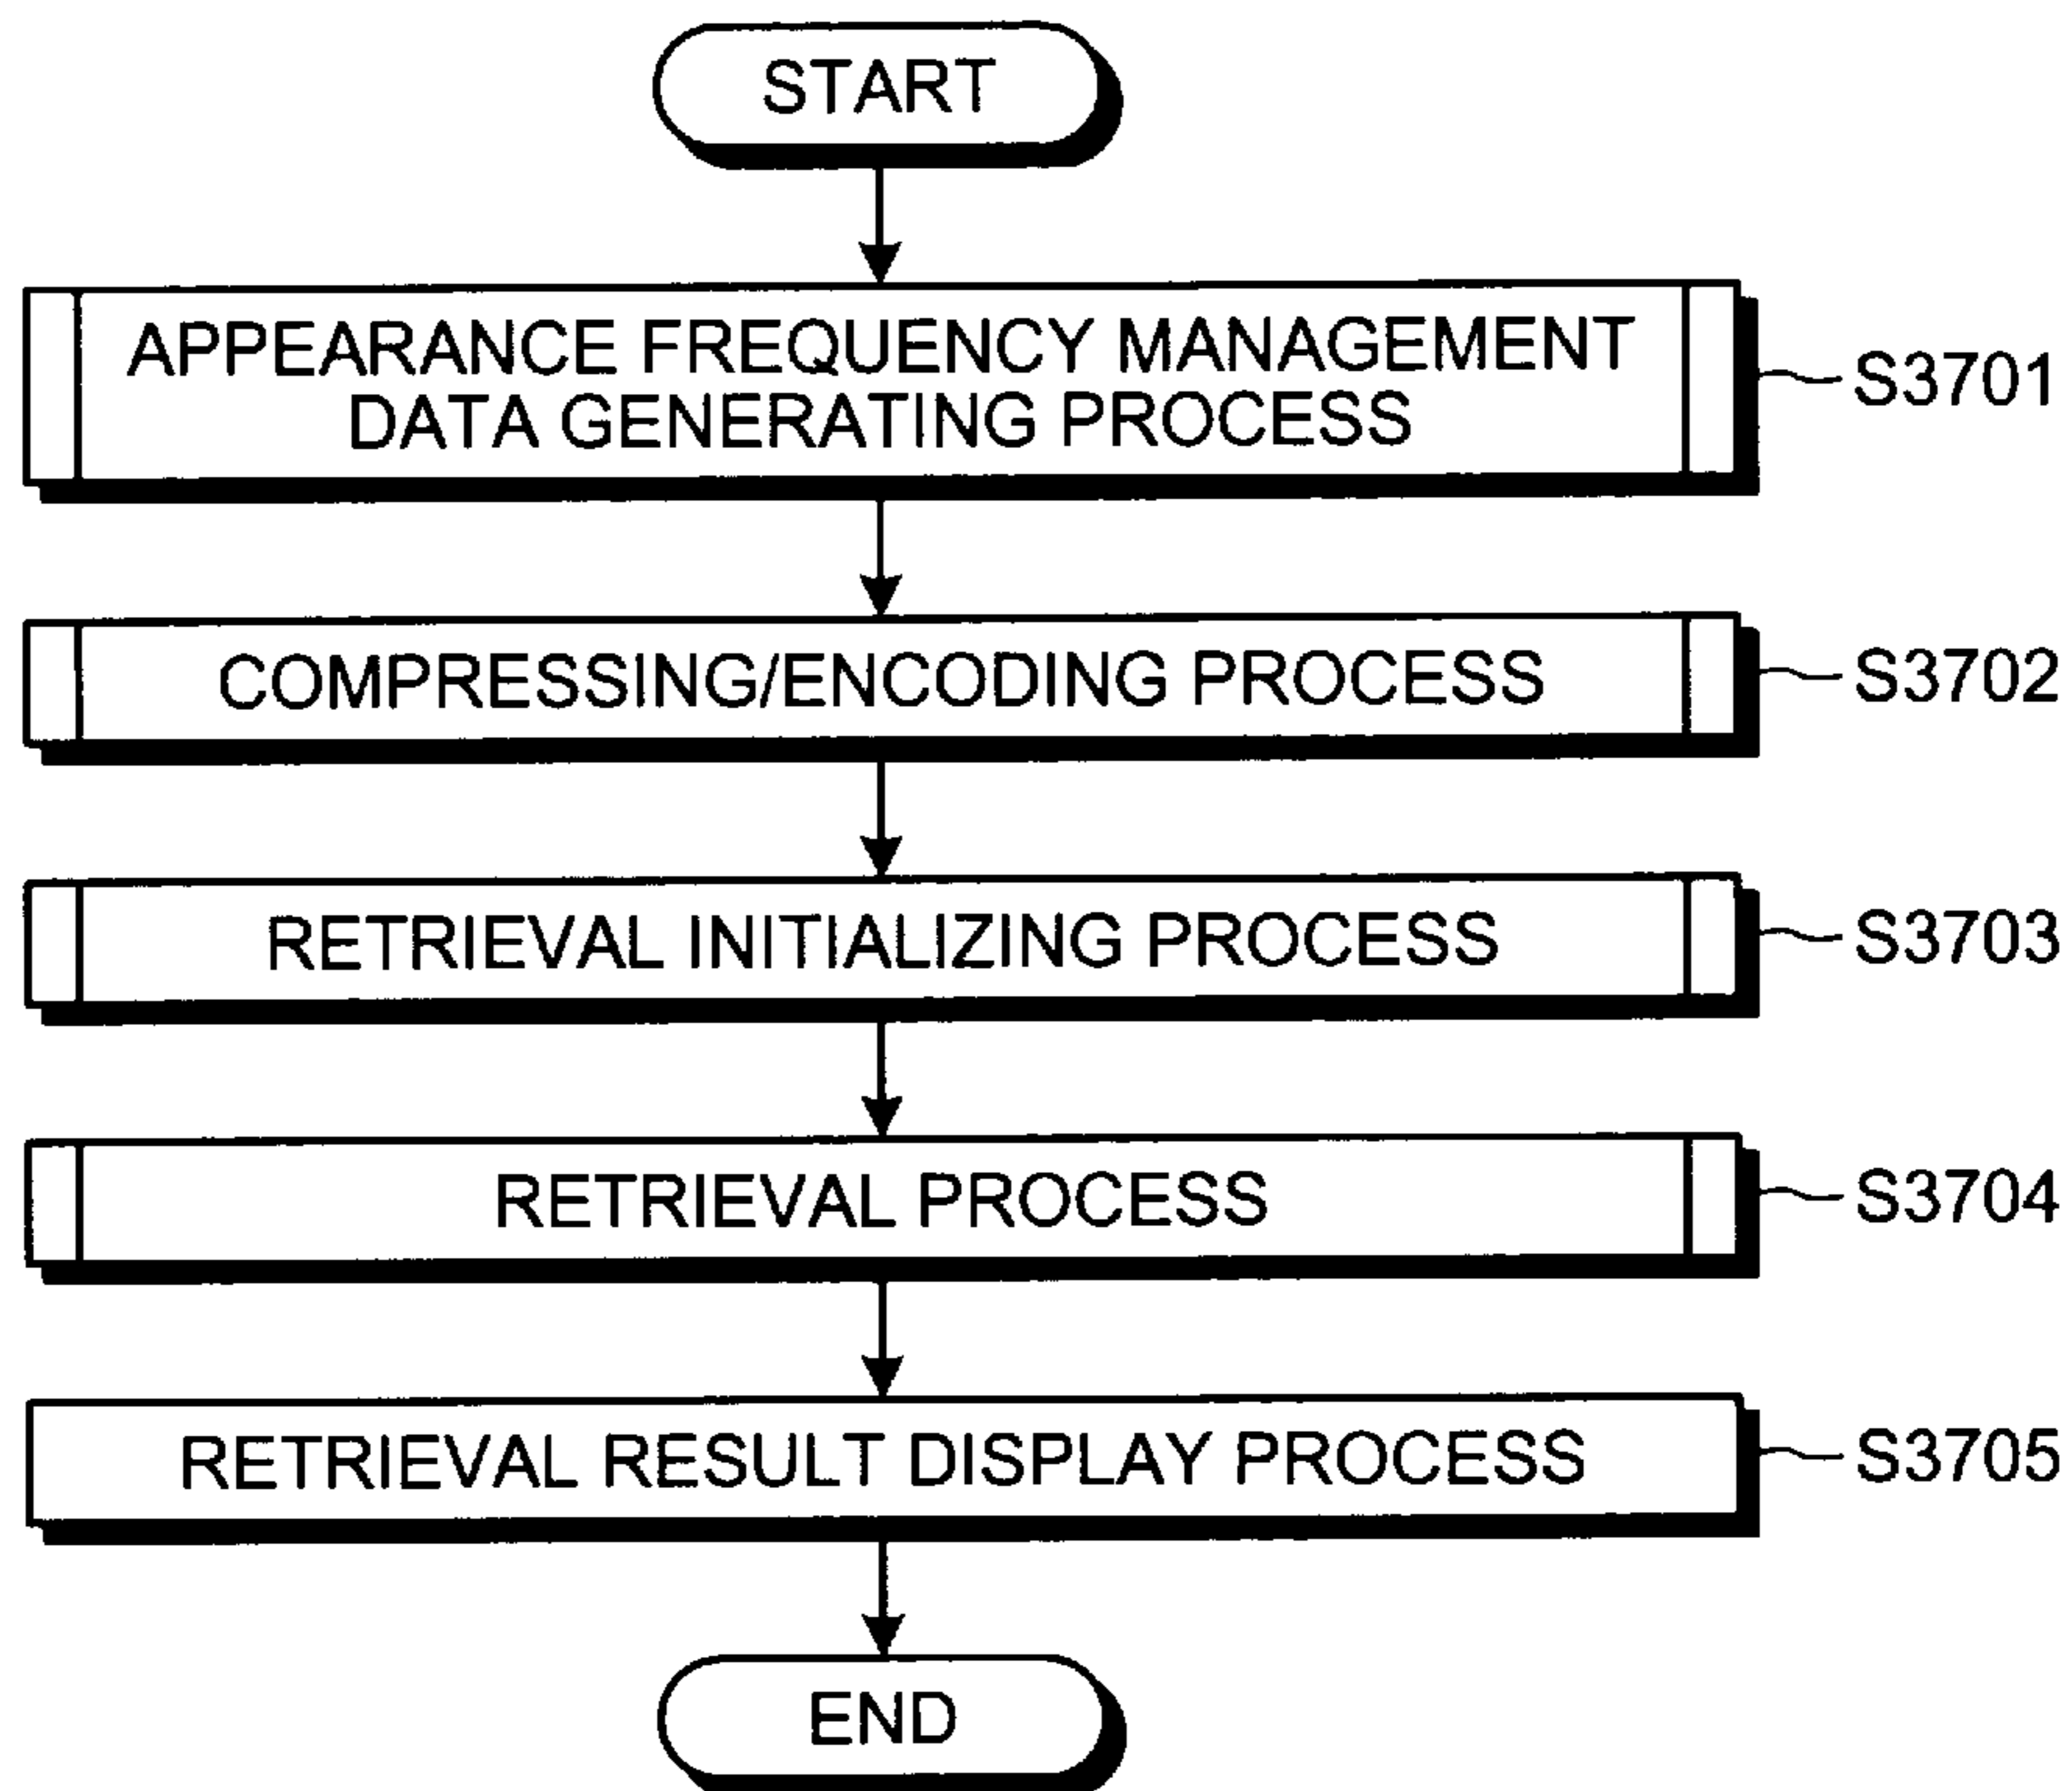 START
APPEARANCE FREQUENCY MANAGEMENT
DATA GENERATING PROCESS
S3701
COMPRESSING/ENCODING PROCESS
S3702
RETRIEVAL INITIALIZING PROCESS
S3703
RETRIEVAL PROCESS
S3704
RETRIEVAL RESULT DISPLAY PROCESS
S3705
END